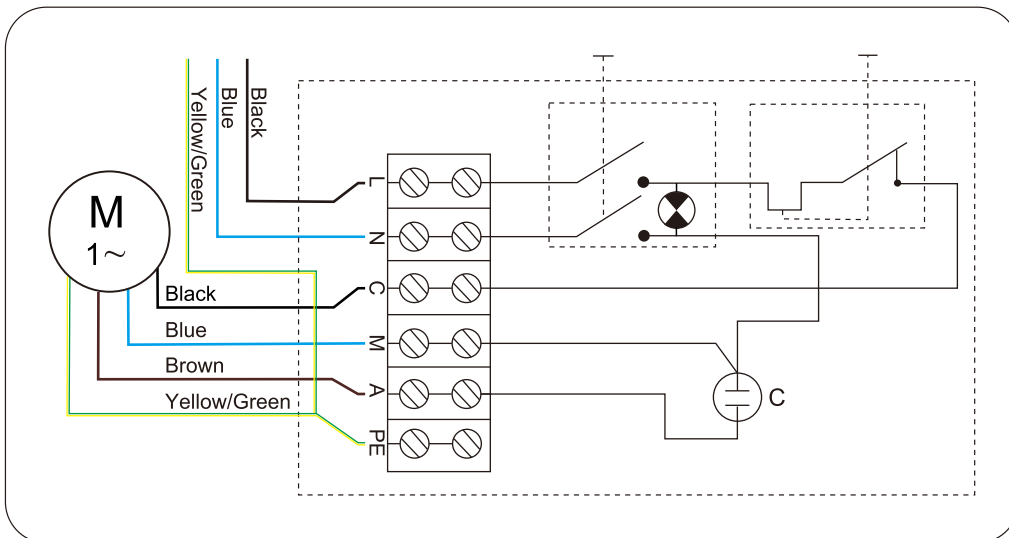 Yellow/Green
Blue
Black
L
N
C
M
A
PE
M
1~
Black
Blue
Brown
Yellow/Green
C